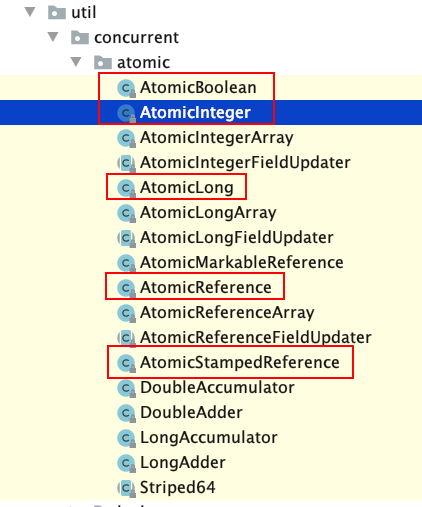 util
concurrent
atomic
AtomicBoolean
AtomicInteger
AtomicIntegerArray
AtomicIntegerFieldUpdater
AtomicLong
AtomicLongArray
AtomicLongFieldUpdater
AtomicMarkableReference
AtomicReference
AtomicReferenceArray
AtomicReferenceFieldUpdater
AtomicStampedReference
DoubleAccumulator
DoubleAdder
LongAccumulator
LongAdder
Striped64